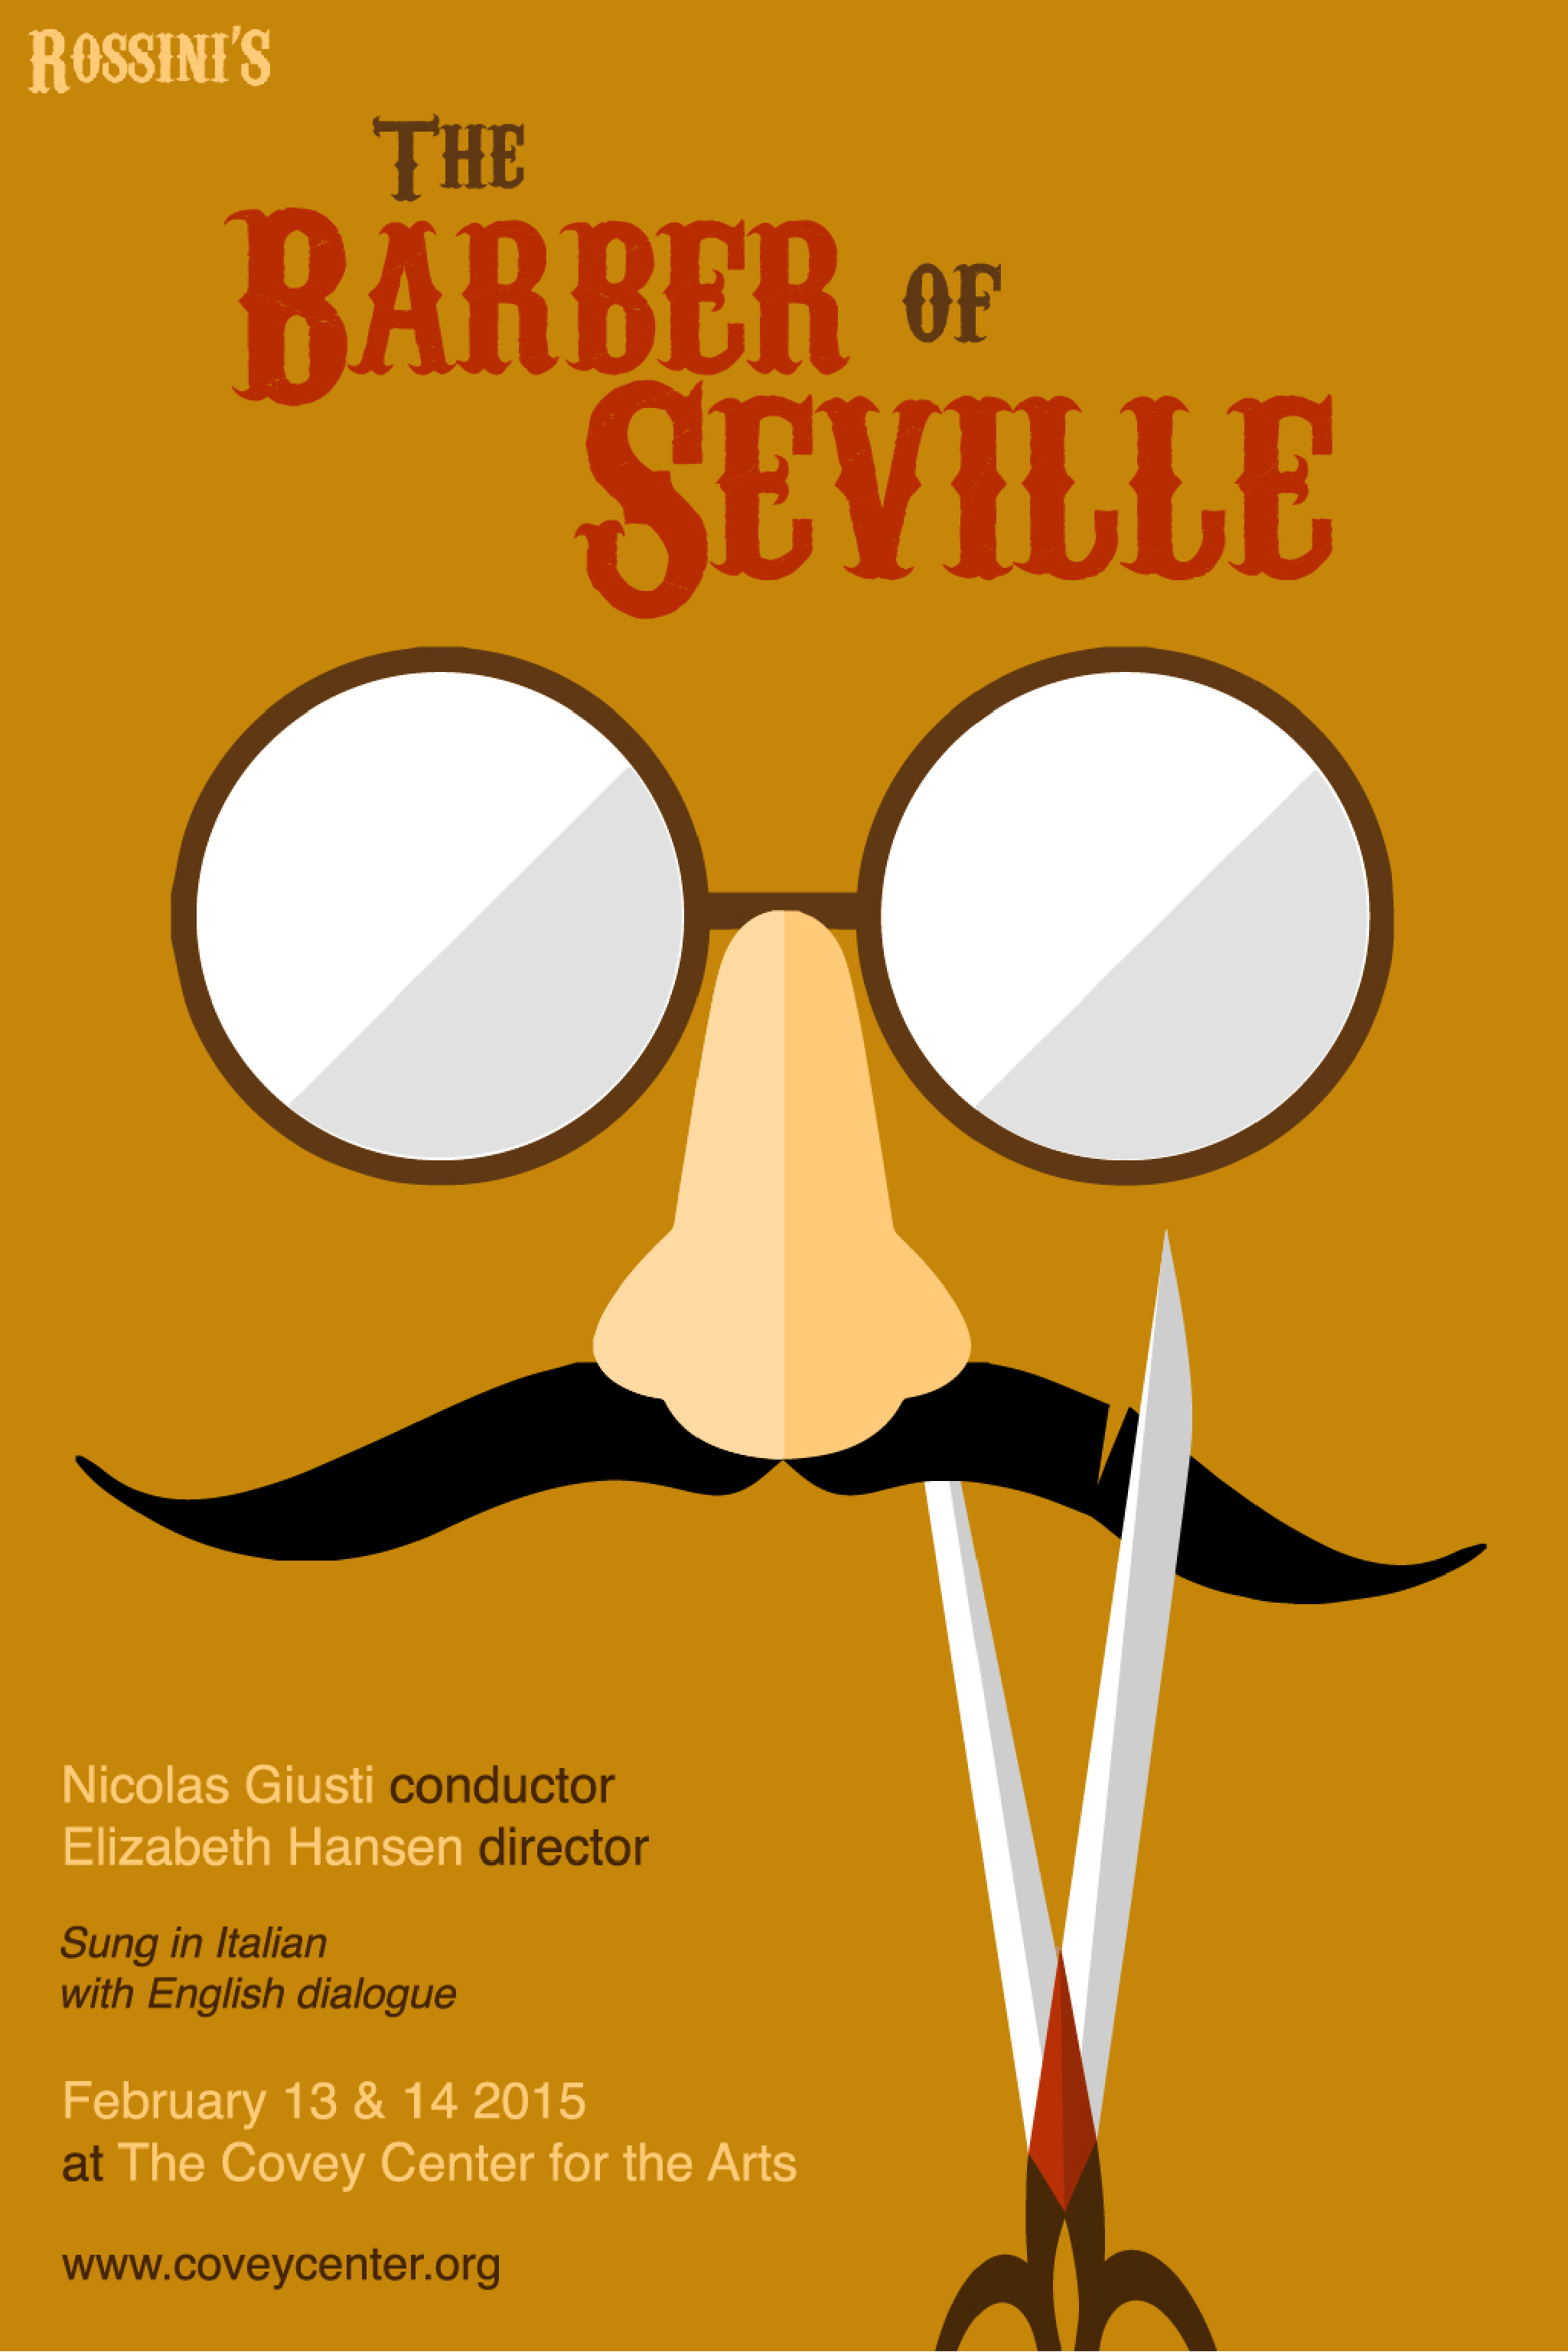 ROSSINI'S
THE
BARBER OF
SEVILLE
Nicolas Giusti conductor
Elizabeth Hansen director
Sung in Italian
with English dialogue
February 13 & 14 2015
at The Covey Center for the Arts
www.coveycenter.org